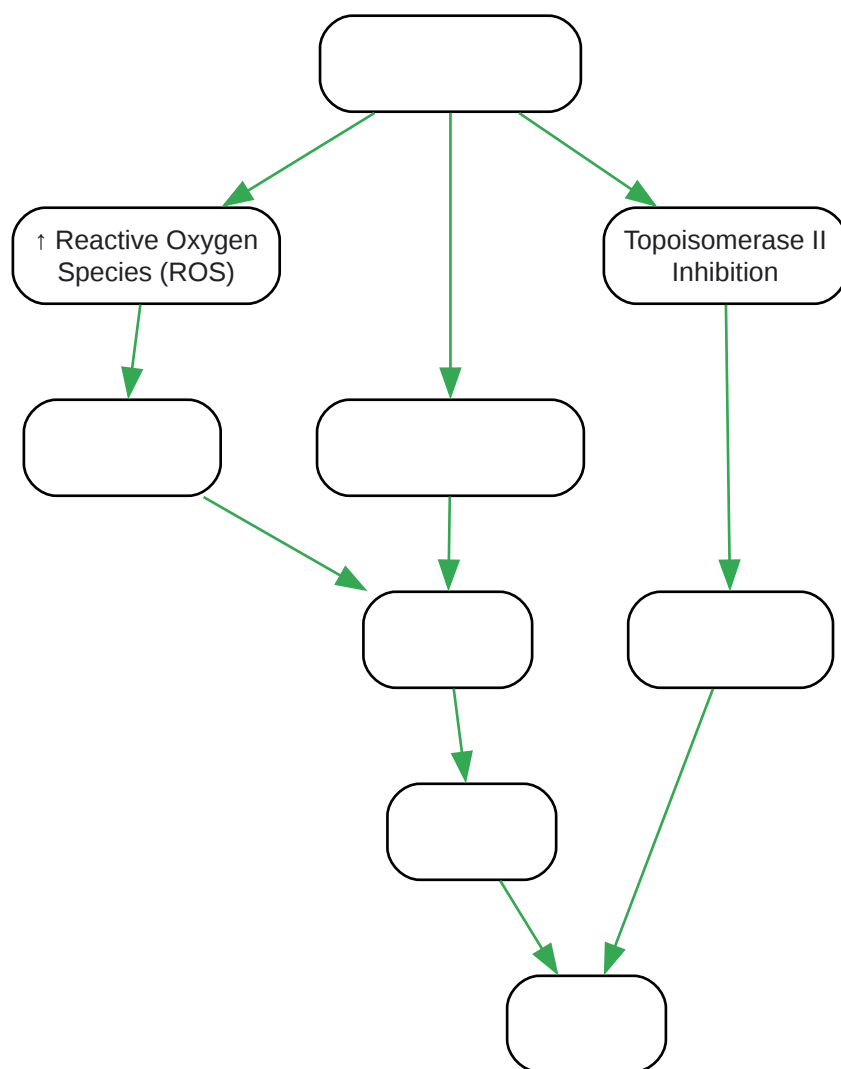 ↑ Reactive Oxygen
Species (ROS)
Topoisomerase II
Inhibition